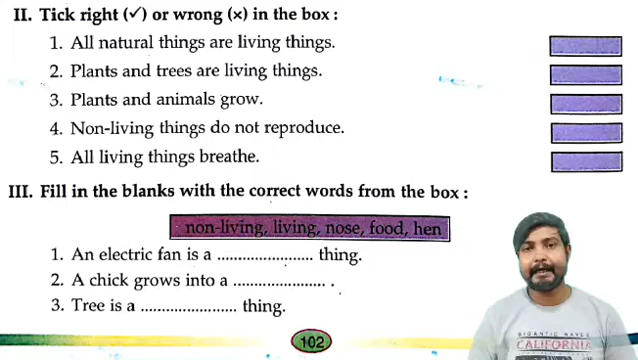 II. Tick right (✓) or wrong (×) in the box :
1. All natural things are living things.
2. Plants and trees are living things.
3. Plants and animals grow.
4. Non-living things do not reproduce.
5. All living things breathe.
III. Fill in the blanks with the correct words from the box :
non-living, living, nose, food, hen
1. An electric fan is a ....................... thing.
2. A chick grows into a ...................... .
3. Tree is a ....................... thing.
GIGANTIC WAVES
CALIFORNIA
102